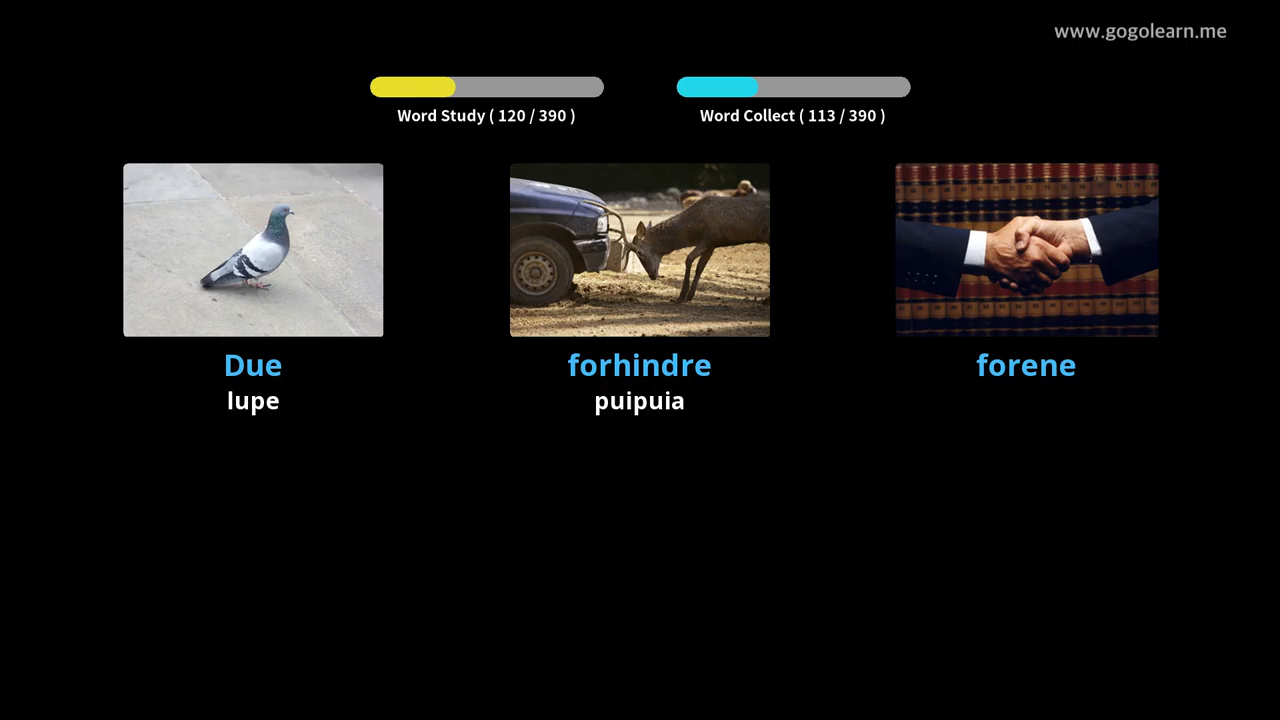 www.gogolearn.me
Word Study ( 120 / 390 )
Word Collect ( 113 / 390 )
Due
lupe
forhindre
puipuia
forene